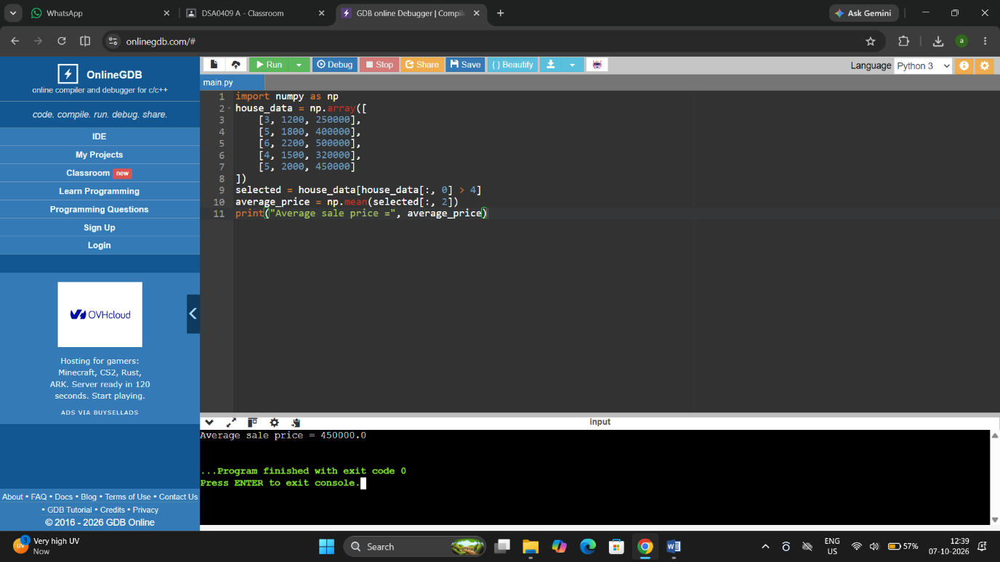 WhatsApp
DSA0409 A - Classroom
GDB online Debugger | Compil
Ask Gemini
onlinegdb.com/#
a
OnlineGDB
online compiler and debugger for c/c++
code. compile. run. debug. share.
IDE
My Projects
Classroom new
Learn Programming
Programming Questions
Sign Up
Login
OVHcloud
Hosting for gamers:
Minecraft, CS2, Rust,
ARK. Server ready in 120
seconds. Start playing.
ADS VIA BUYSELLADS
About • FAQ • Docs • Blog • Terms of Use • Contact Us
• GDB Tutorial • Credits • Privacy
© 2016 - 2026 GDB Online
Run Debug Stop Share Save { } Beautify
Language Python 3
main.py
1 import numpy as np
2 house_data = np.array([
3     [3, 1200, 250000],
4     [5, 1800, 400000],
5     [6, 2200, 500000],
6     [4, 1500, 320000],
7     [5, 2000, 450000]
8 ])
9 selected = house_data[house_data[:, 0] > 4]
10 average_price = np.mean(selected[:, 2])
11 print("Average sale price =", average_price)
input
Average sale price = 450000.0
...Program finished with exit code 0
Press ENTER to exit console.
UV 3
Very high UV
Now
Search
ENG
US
57%
12:39
07-10-2026